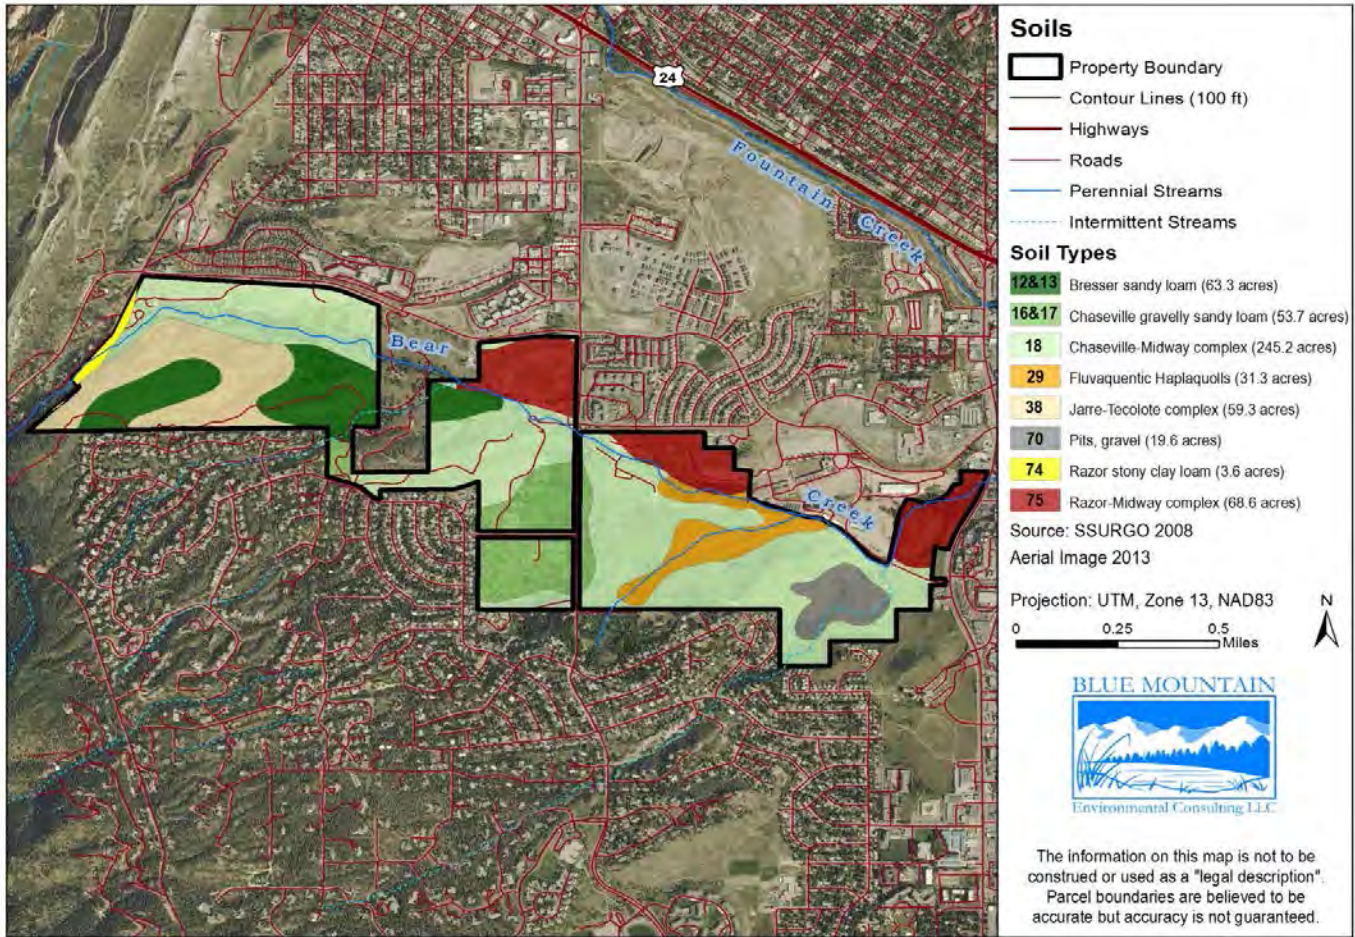 24
Fountain Creek
Bear
Creek
Soils
Property Boundary
Contour Lines (100 ft)
Highways
Roads
Perennial Streams
Intermittent Streams
Soil Types
12&13 Bresser sandy loam (63.3 acres)
16&17 Chaseville gravelly sandy loam (53.7 acres)
18 Chaseville-Midway complex (245.2 acres)
29 Fluvaquentic Haplaquolls (31.3 acres)
38 Jarre-Tecolote complex (59.3 acres)
70 Pits, gravel (19.6 acres)
74 Razor stony clay loam (3.6 acres)
75 Razor-Midway complex (68.6 acres)
Source: SSURGO 2008
Aerial Image 2013
Projection: UTM, Zone 13, NAD83
N
0 0.25 0.5
Miles
BLUE MOUNTAIN
Environmental Consulting LLC
The information on this map is not to be
construed or used as a "legal description".
Parcel boundaries are believed to be
accurate but accuracy is not guaranteed.